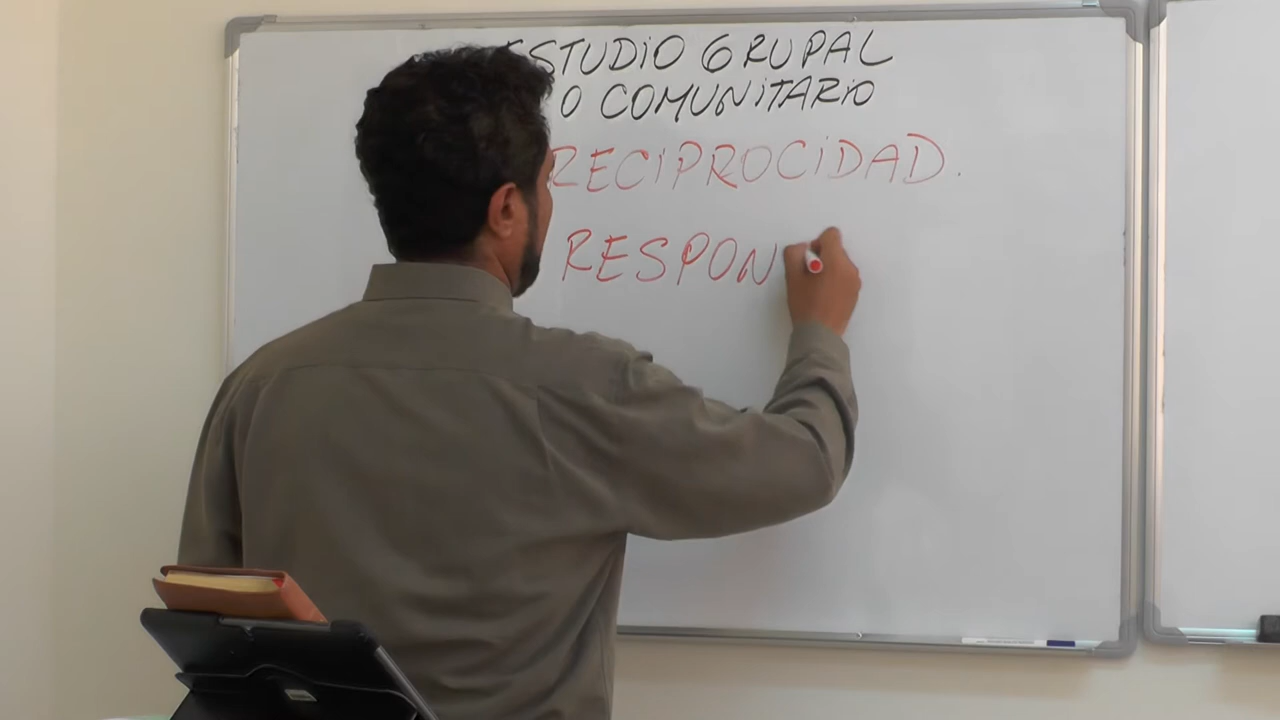 ESTUDIO GRUPAL
O COMUNITARIO
RECIPROCIDAD.
RESPON